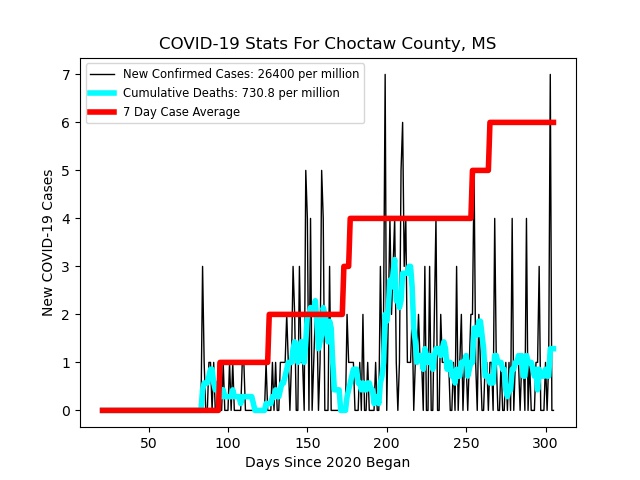 COVID-19 Stats For Choctaw County, MS
New Confirmed Cases: 26400 per million
Cumulative Deaths: 730.8 per million
7 Day Case Average
7
6
5
4
3
2
1
0
New COVID-19 Cases
50 100 150 200 250 300
Days Since 2020 Began